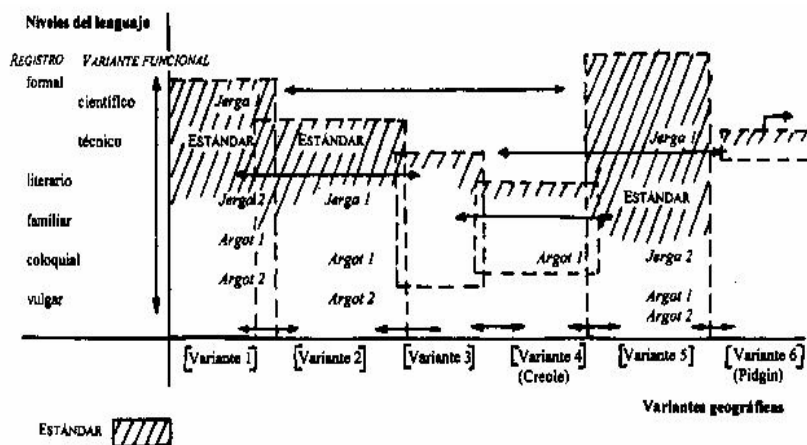 Niveles del lenguaje
REGISTRO VARIANTE FUNCIONAL
formal
científico Jerga 1
técnico ESTÁNDAR ESTÁNDAR Jerga 1
literario Jerga 2 Jerga 1 ESTÁNDAR
familiar
Argot 1
coloquial Argot 1 Argot 1 Jerga 2
Argot 2
vulgar Argot 2 Argot 1
Argot 2
[Variante 1] [Variante 2] [Variante 3] [Variante 4] [Variante 5] [Variante 6]
(Creole) (Pidgin)
Variantes geográficas
ESTÁNDAR